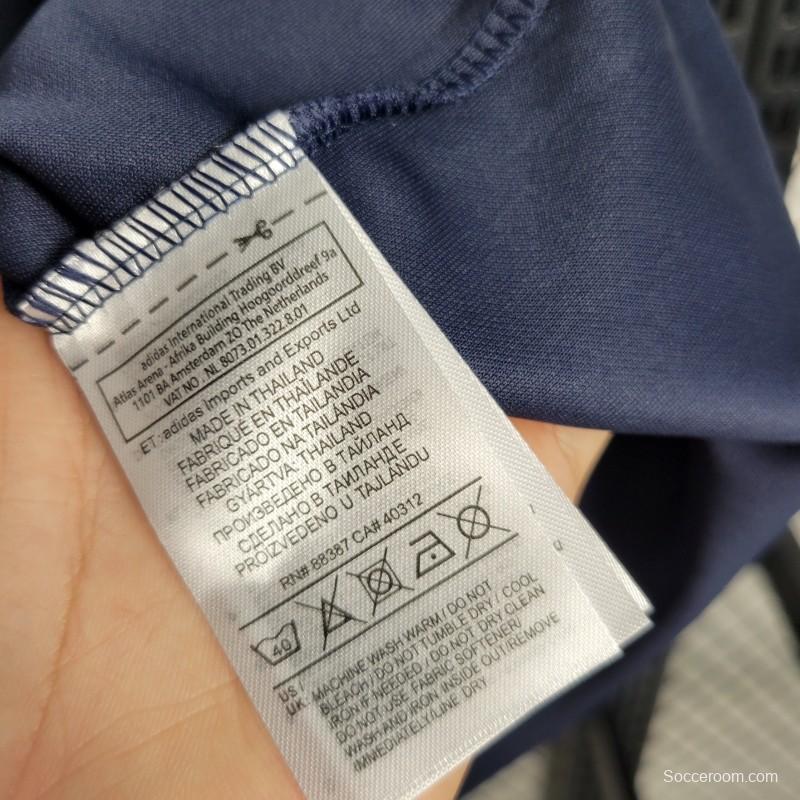 adidas International Trading BV
Atlas Arena - Afrika Building Hoogoorddreef 9a
1101 BA Amsterdam ZO The Netherlands
VAT NO. NL 8073.01.322.B.01
ET: adidas Imports and Exports Ltd
MADE IN THAILAND
FABRIQUÉ EN THAÏLANDE
FABRICADO EN TAILANDIA
FABRICADO NA TAILÂNDIA
GYÁRTVA: THAILAND
ПРОИЗВЕДЕНО В ТАЙЛАНД
СДЕЛАНО В ТАИЛАНДЕ
PROIZVEDENO U TAJLANDU
RN# 88387 CA# 40312
40
US/ MACHINE WASH WARM / DO NOT
UK BLEACH / DO NOT TUMBLE DRY / COOL
IRON IF NEEDED / DO NOT DRY CLEAN
DO NOT USE FABRIC SOFTENER/
WASH AND IRON INSIDE OUT/REMOVE
IMMEDIATELY/LINE DRY
Socceroom.com